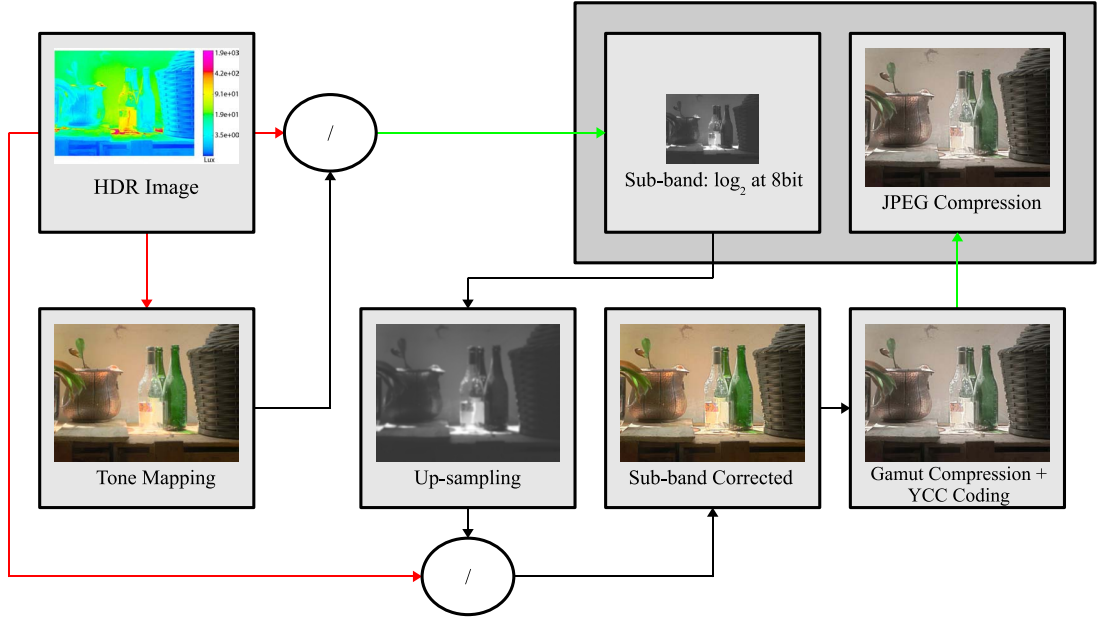 1.9e+03
4.2e+02
9.1e+01
1.9e+01
3.5e+00
Lux
HDR Image
/
Sub-band: log₂ at 8bit
JPEG Compression
Tone Mapping
Up-sampling
Sub-band Corrected
Gamut Compression +
YCC Coding
/